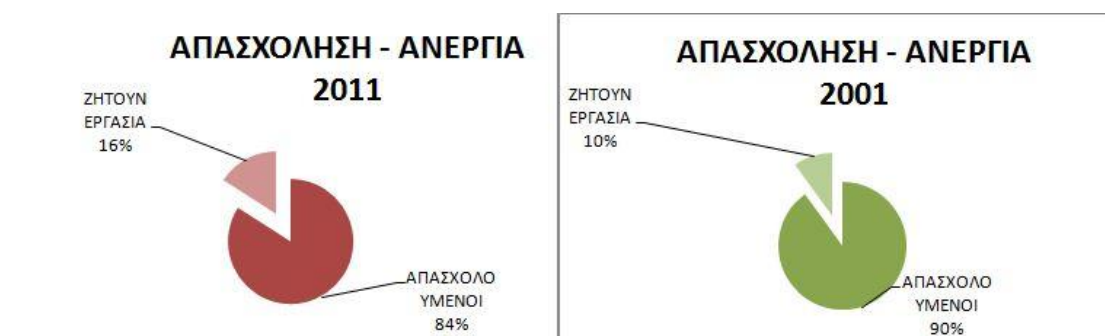 ΑΠΑΣΧΟΛΗΣΗ - ΑΝΕΡΓΙΑ
2011
ΖΗΤΟΥΝ
ΕΡΓΑΣΙΑ
16%
ΑΠΑΣΧΟΛΟ
ΥΜΕΝΟΙ
84%
ΑΠΑΣΧΟΛΗΣΗ - ΑΝΕΡΓΙΑ
2001
ΖΗΤΟΥΝ
ΕΡΓΑΣΙΑ
10%
ΑΠΑΣΧΟΛΟ
ΥΜΕΝΟΙ
90%